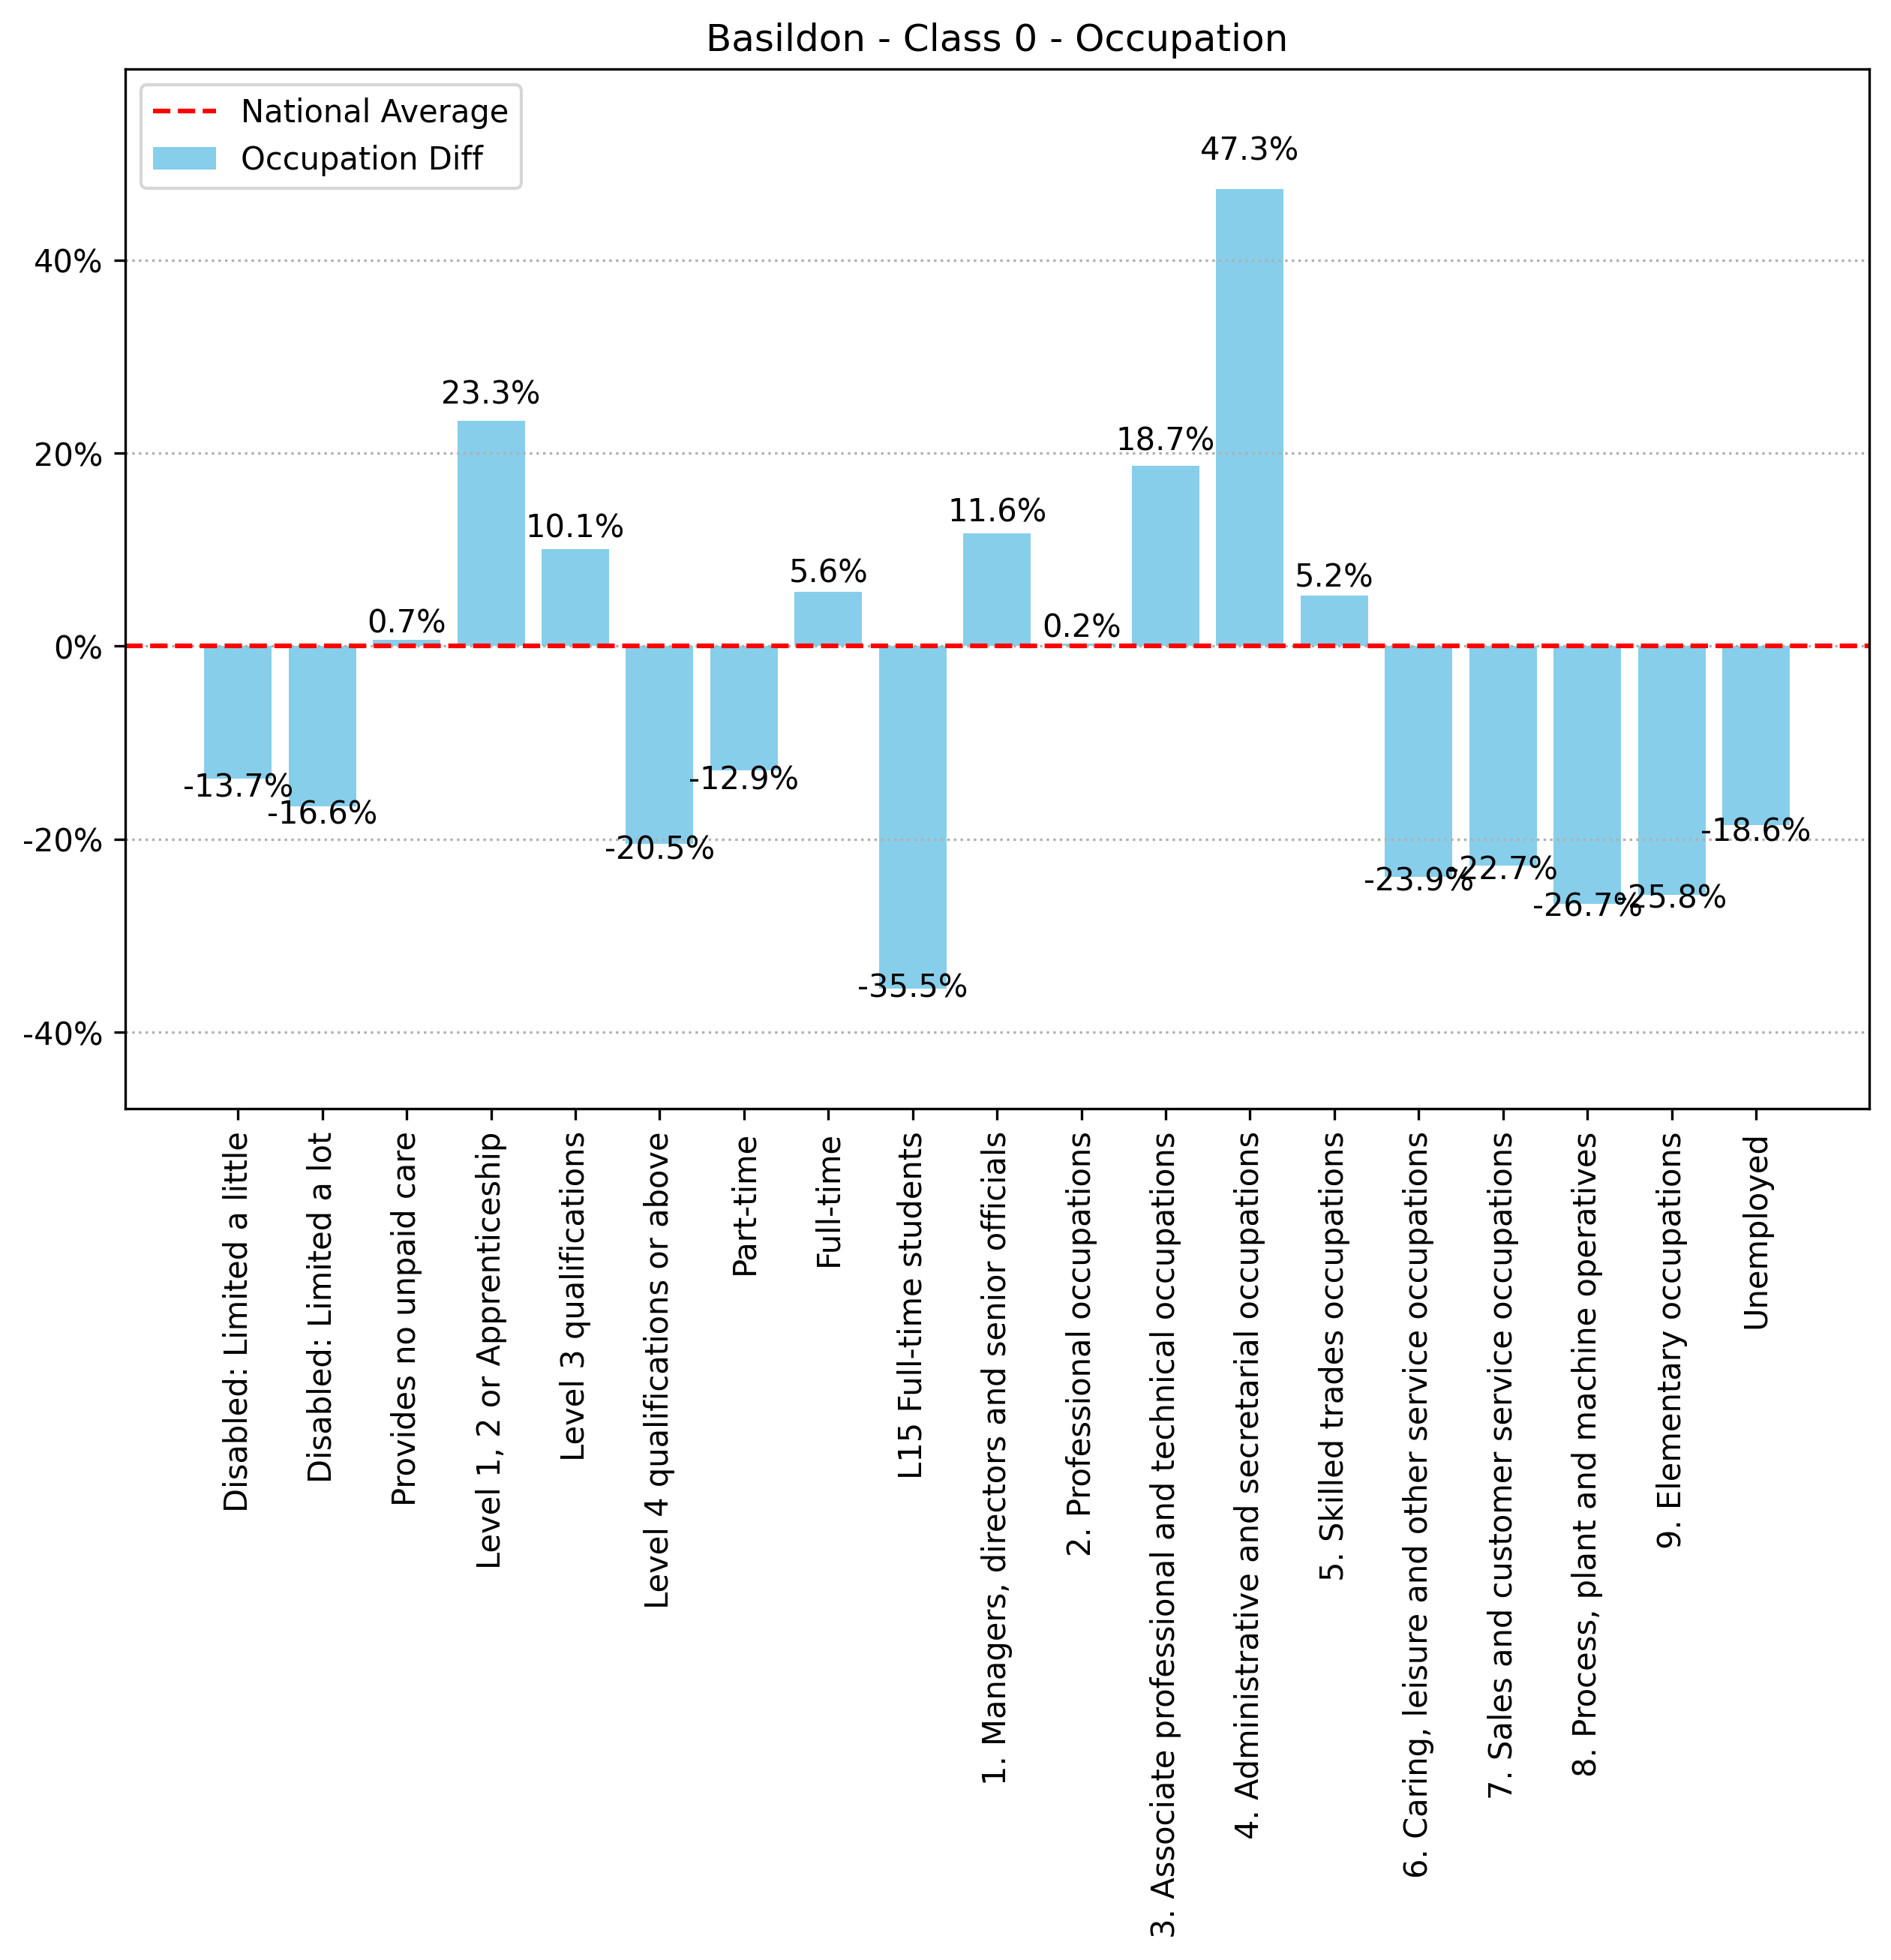 Basildon - Class 0 - Occupation
National Average
Occupation Diff
40%
20%
0%
-20%
-40%
-13.7%
-16.6%
0.7%
23.3%
10.1%
-20.5%
-12.9%
5.6%
-35.5%
11.6%
0.2%
18.7%
47.3%
5.2%
-23.9%
-22.7%
-26.7%
-25.8%
-18.6%
Disabled: Limited a little
Disabled: Limited a lot
Provides no unpaid care
Level 1, 2 or Apprenticeship
Level 3 qualifications
Level 4 qualifications or above
Part-time
Full-time
L15 Full-time students
1. Managers, directors and senior officials
2. Professional occupations
3. Associate professional and technical occupations
4. Administrative and secretarial occupations
5. Skilled trades occupations
6. Caring, leisure and other service occupations
7. Sales and customer service occupations
8. Process, plant and machine operatives
9. Elementary occupations
Unemployed